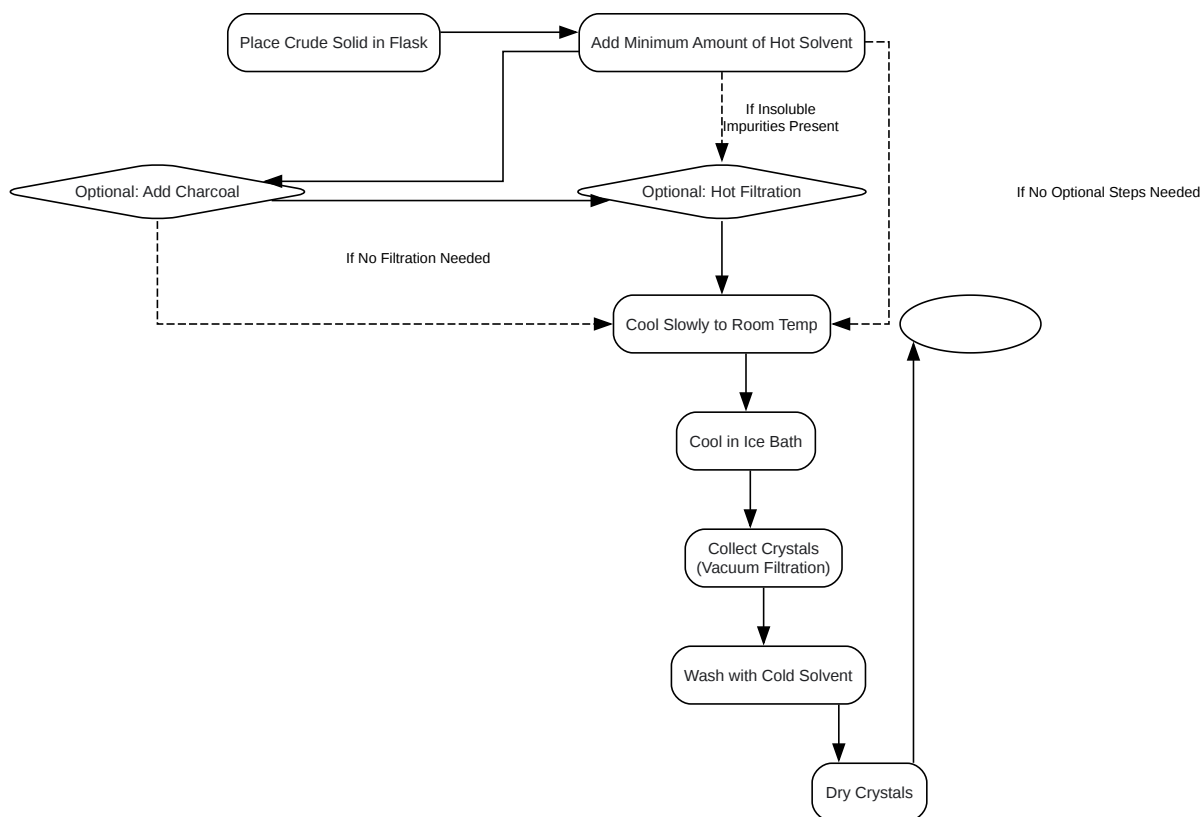 Place Crude Solid in Flask
Add Minimum Amount of Hot Solvent
If Insoluble
Impurities Present
Optional: Add Charcoal
Optional: Hot Filtration
If No Optional Steps Needed
If No Filtration Needed
Cool Slowly to Room Temp
Cool in Ice Bath
Collect Crystals
(Vacuum Filtration)
Wash with Cold Solvent
Dry Crystals